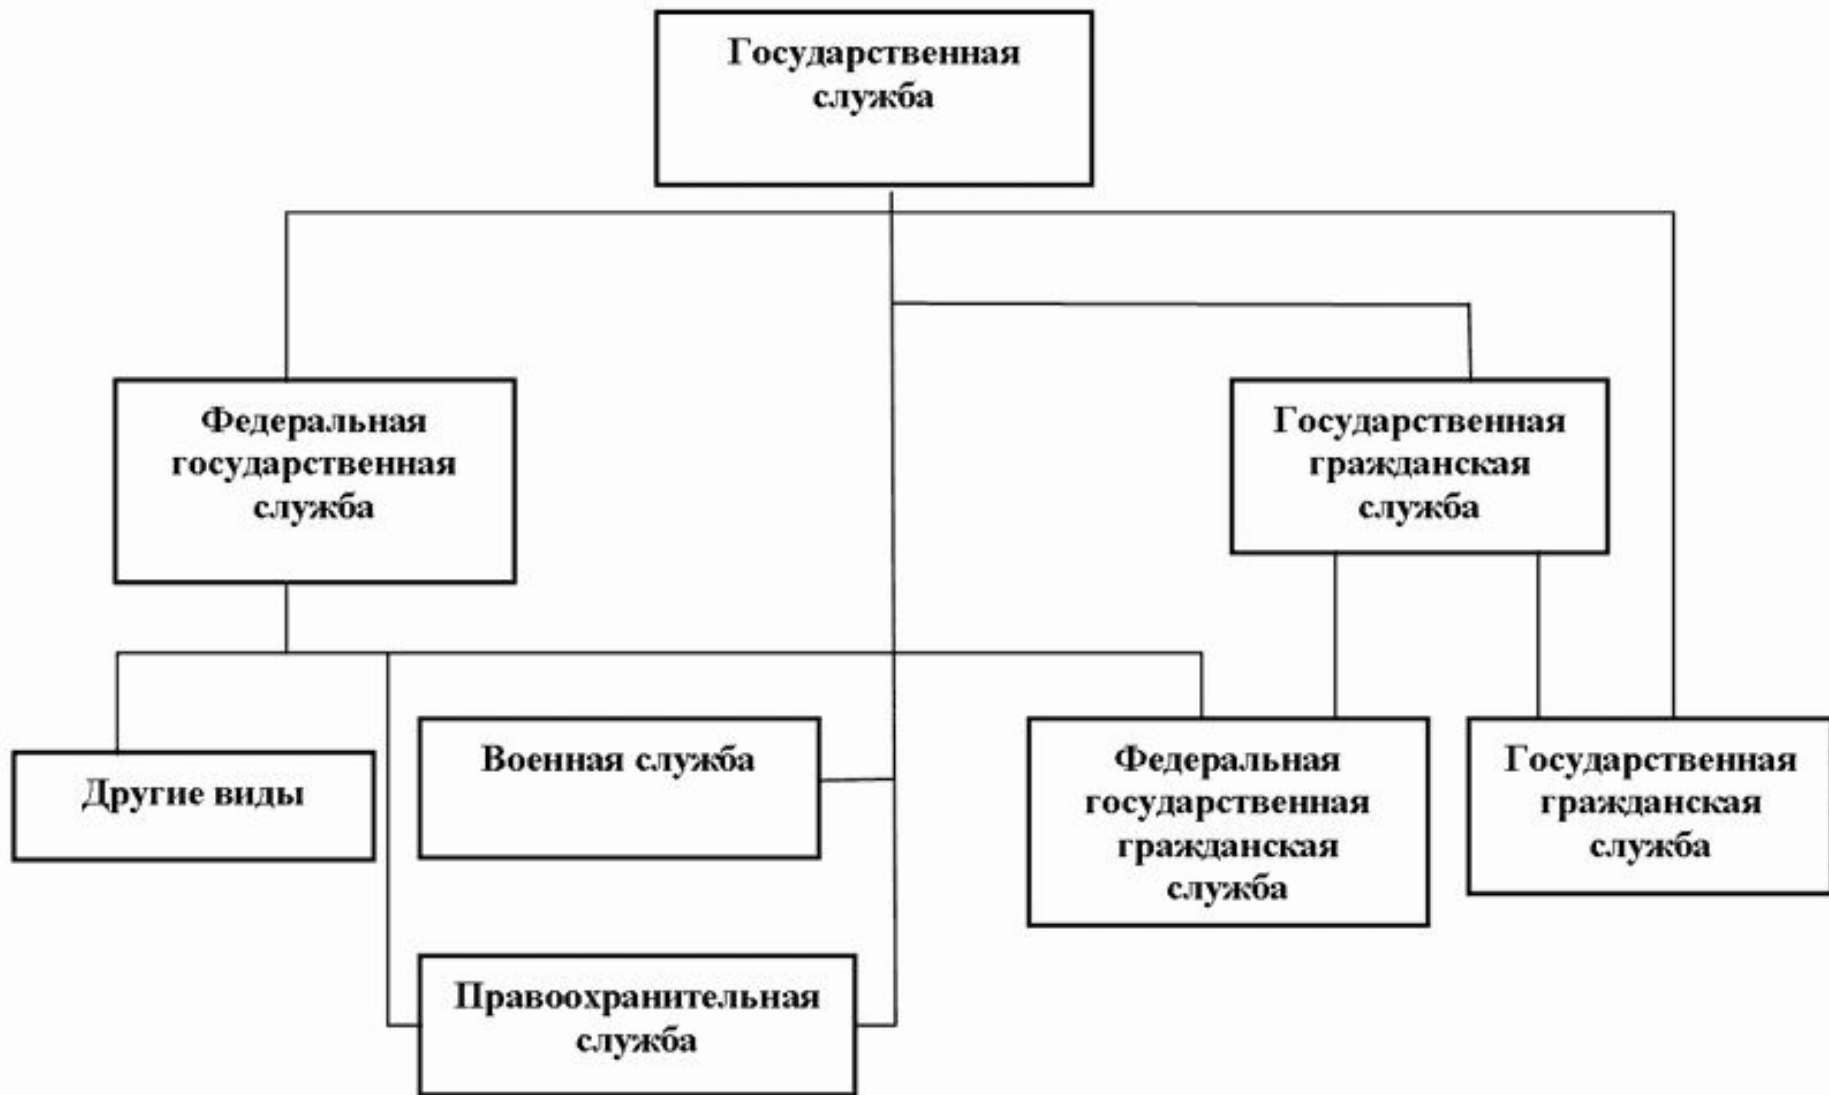 Государственная
служба
Федеральная
государственная
служба
Государственная
гражданская
служба
Другие виды
Военная служба
Федеральная
государственная
гражданская
служба
Государственная
гражданская
служба
Правоохранительная
служба